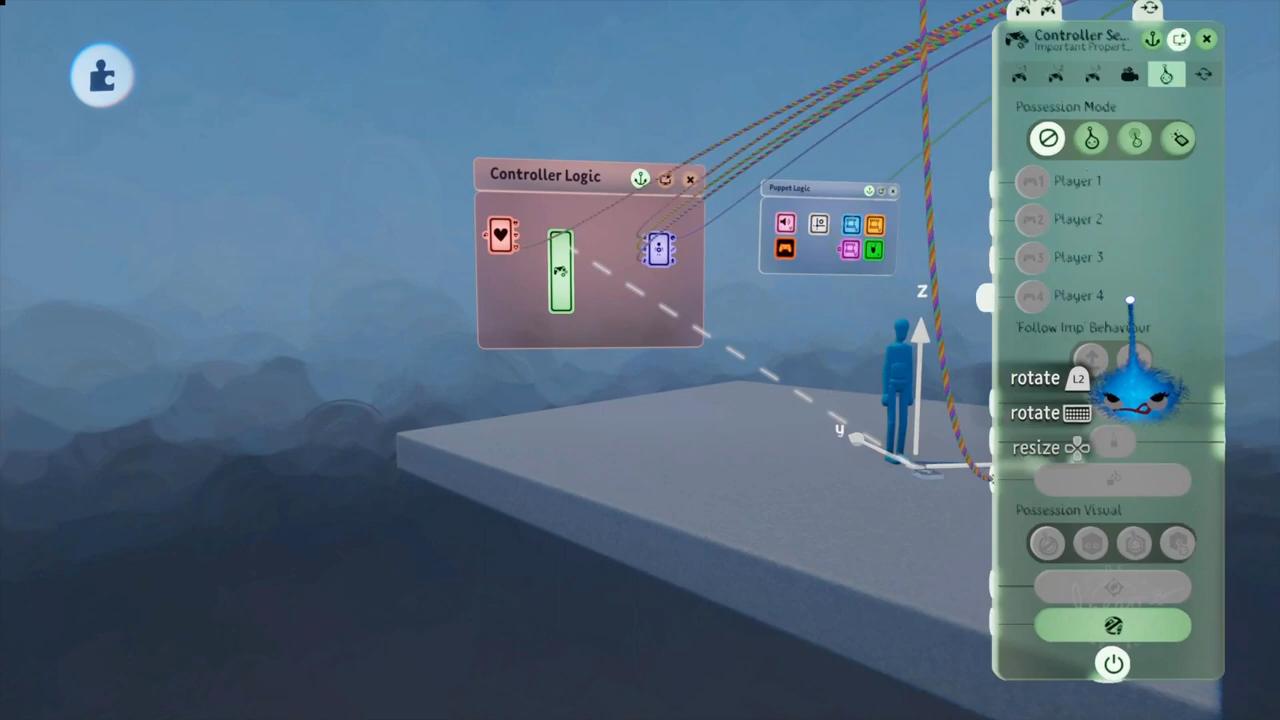 Controller Se...
Important Propert...
Possession Mode
Player 1
Player 2
Player 3
Player 4
'Follow Imp' Behaviour
rotate L2
rotate
resize
Possession Visual
Controller Logic
Puppet Logic
z
y